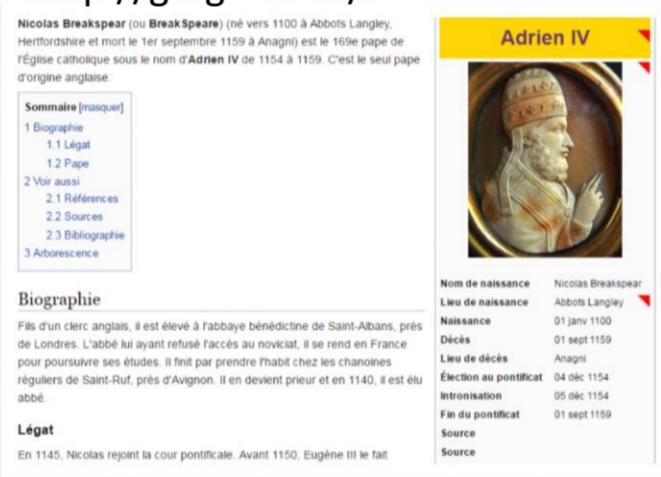 Nicolas Breakspear (ou BreakSpeare) (né vers 1100 à Abbots Langley,
Hertfordshire et mort le 1er septembre 1159 à Anagni) est le 169e pape de
l'Église catholique sous le nom d'Adrien IV de 1154 à 1159. C'est le seul pape
d'origine anglaise.
Sommaire [masquer]
1 Biographie
1.1 Légat
1.2 Pape
2 Voir aussi
2.1 Références
2.2 Sources
2.3 Bibliographie
3 Arborescence
Biographie
Fils d'un clerc anglais, il est élevé à l'abbaye bénédictine de Saint-Albans, près
de Londres. L'abbé lui ayant refusé l'accès au noviciat, il se rend en France
pour poursuivre ses études. Il finit par prendre l'habit chez les chanoines
réguliers de Saint-Ruf, près d'Avignon. Il en devient prieur et en 1140, il est élu
abbé.
Légat
En 1145, Nicolas rejoint la cour pontificale. Avant 1150, Eugène III le fait
Adrien IV
Nom de naissance Nicolas Breakspear
Lieu de naissance Abbots Langley
Naissance 01 janv 1100
Décès 01 sept 1159
Lieu de décès Anagni
Élection au pontificat 04 déc 1154
Intronisation 05 déc 1154
Fin du pontificat 01 sept 1159
Source
Source